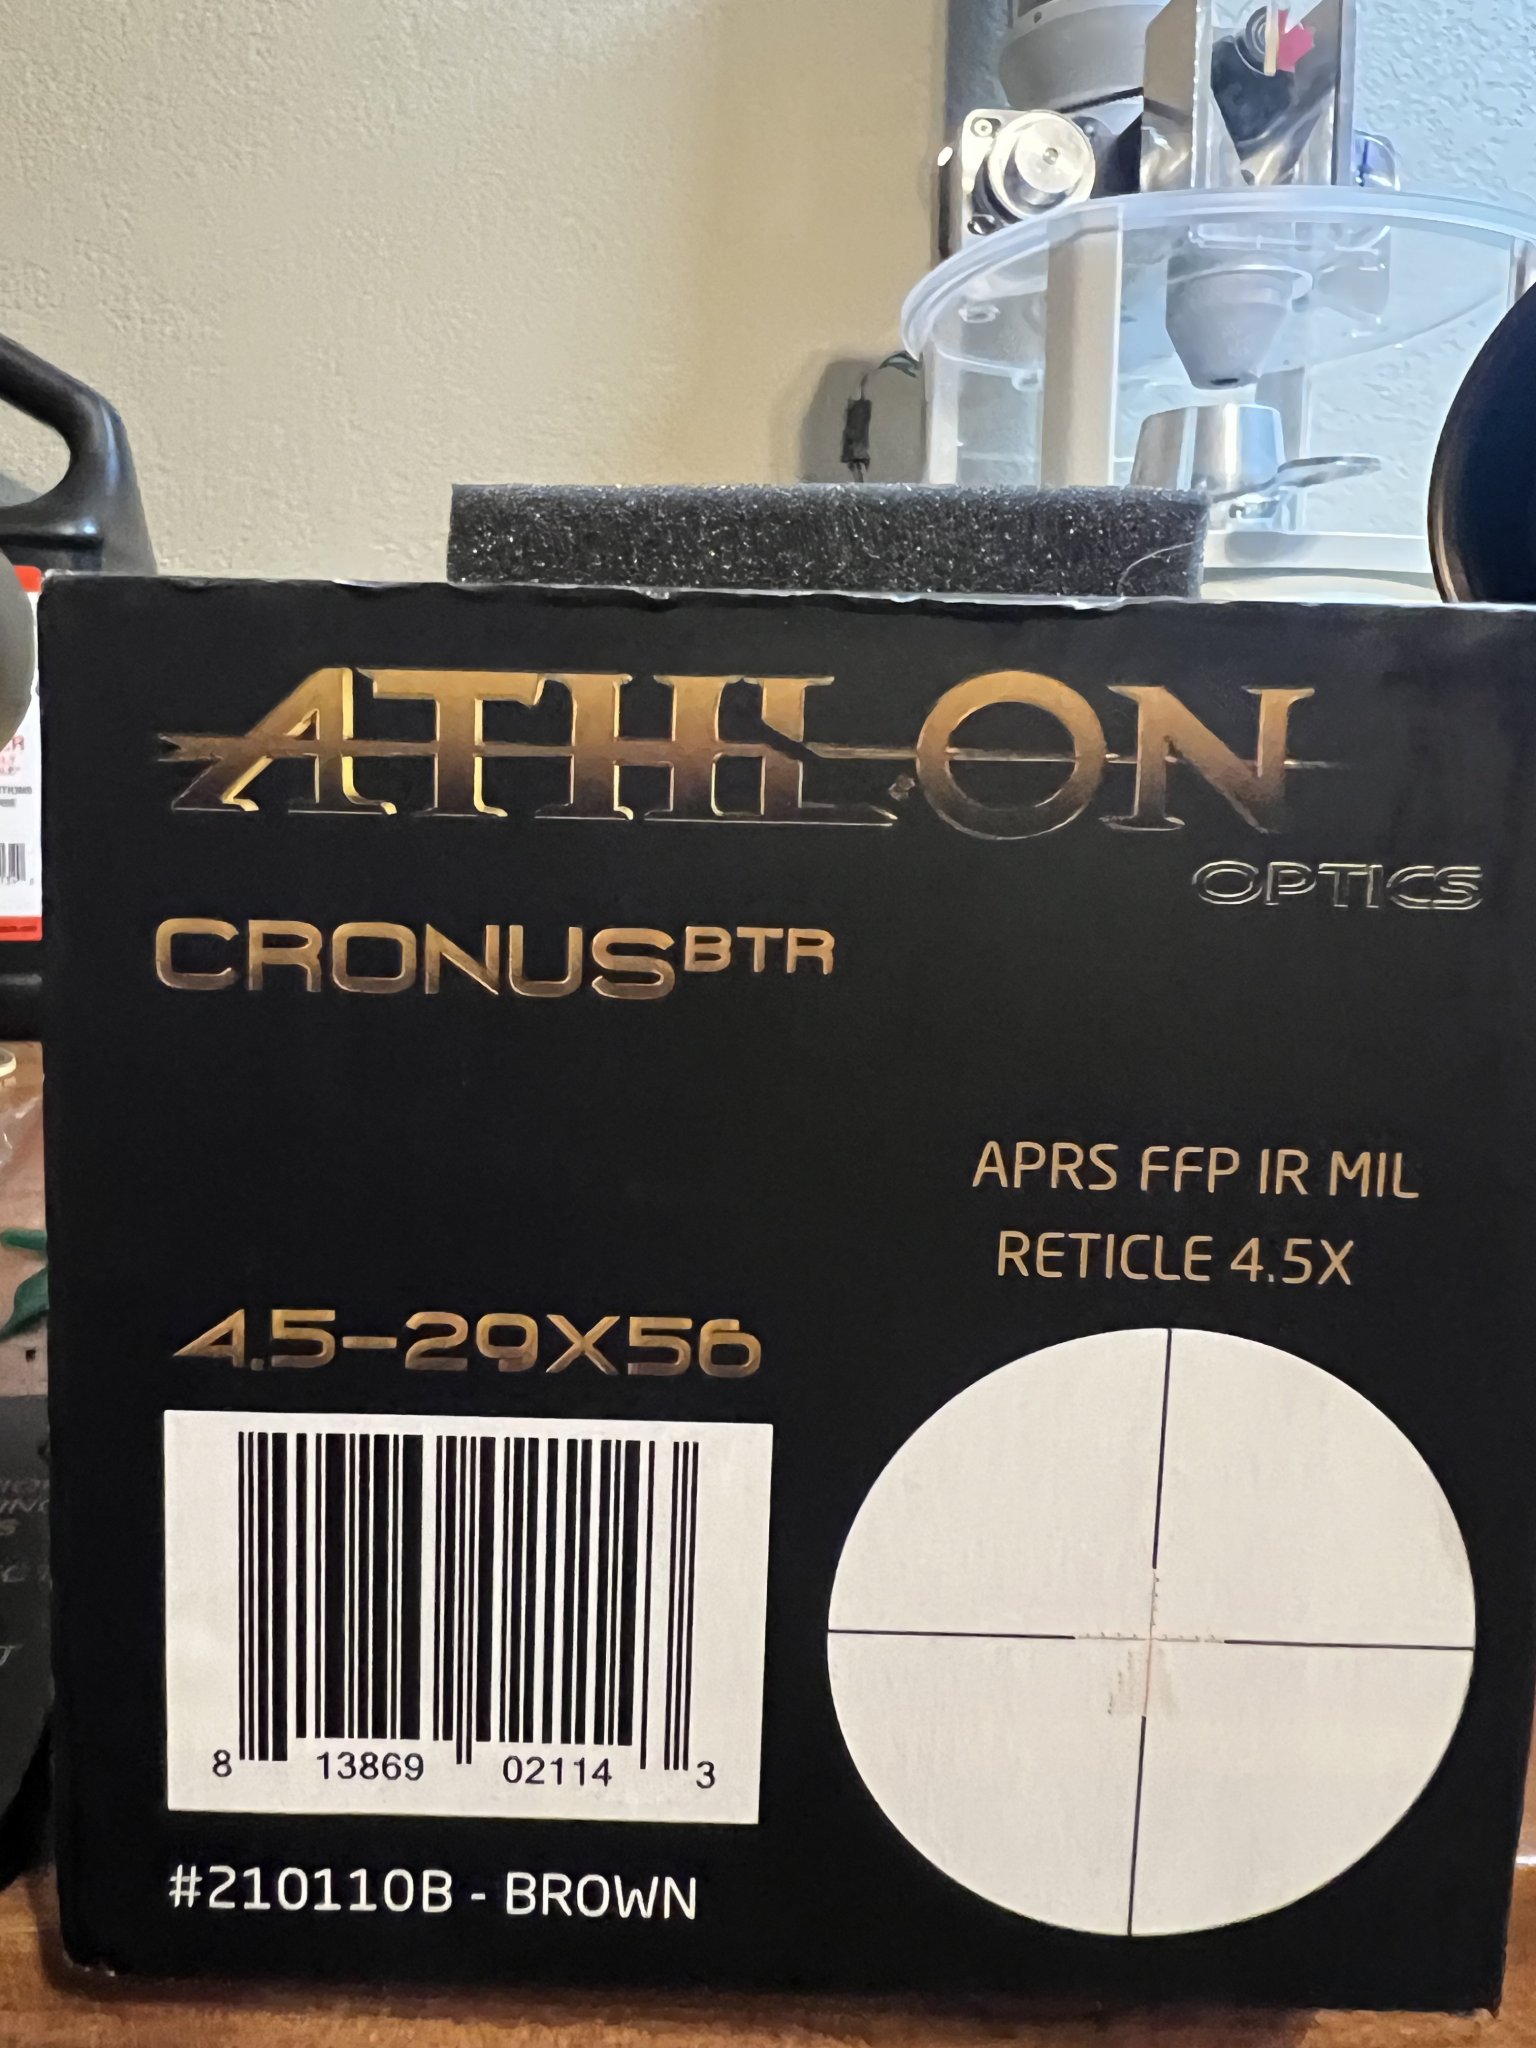 ATHLON
OPTICS
CRONUS BTR
APRS FFP IR MIL
RETICLE 4.5X
4.5-29X56
8 13869 02114 3
#210110B - BROWN